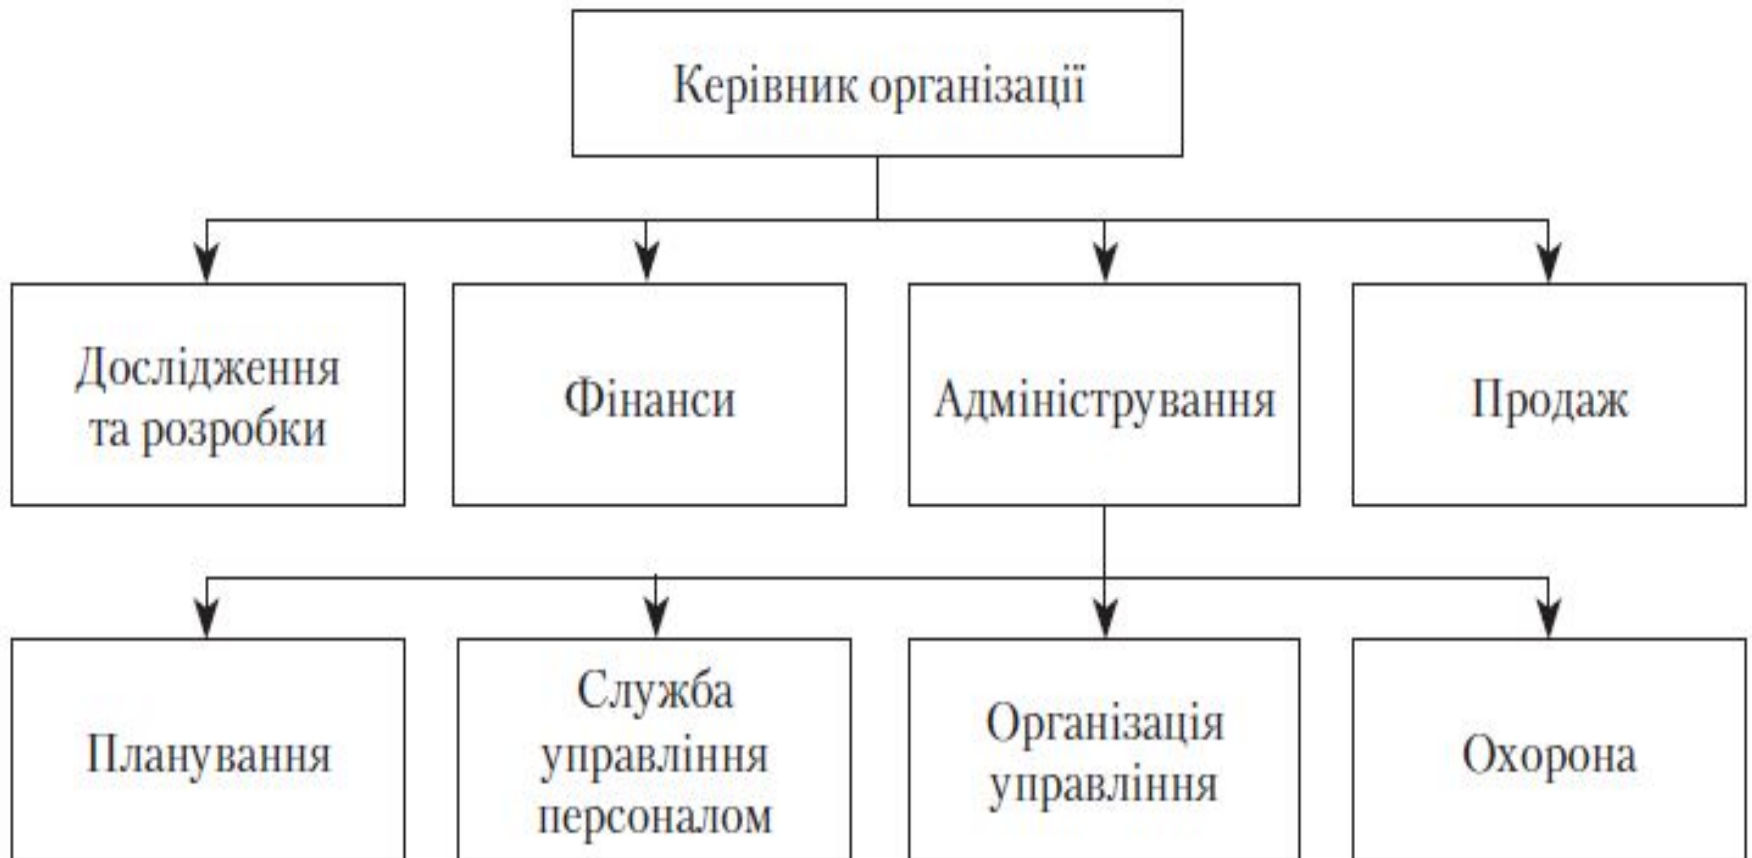 Керівник організації
Дослідження
та розробки
Фінанси
Адміністрування
Продаж
Планування
Служба
управління
персоналом
Організація
управління
Охорона